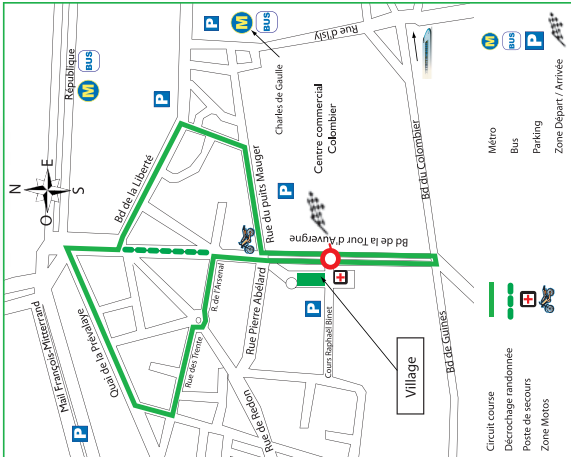 N
E
O
S
République
M
BUS
P
M
BUS
Rue d'Isly
Charles de Gaulle
Mail François-Mitterrand
Quai de la Prévalaye
Bd de la Liberté
P
P
Rue du puits Mauger
P
Centre commercial
Colombier
R. de l'Arsenal
Rue des Trente
Rue Pierre Abélard
Bd de la Tour d'Auvergne
Rue de Redon
P
Cours Raphaël Binet
Village
Bd de Guines
Bd du Colombier
Circuit course
Décrochage randonnée
Poste de secours
Zone Motos
Métro
M
Bus
BUS
Parking
P
Zone Départ / Arrivée